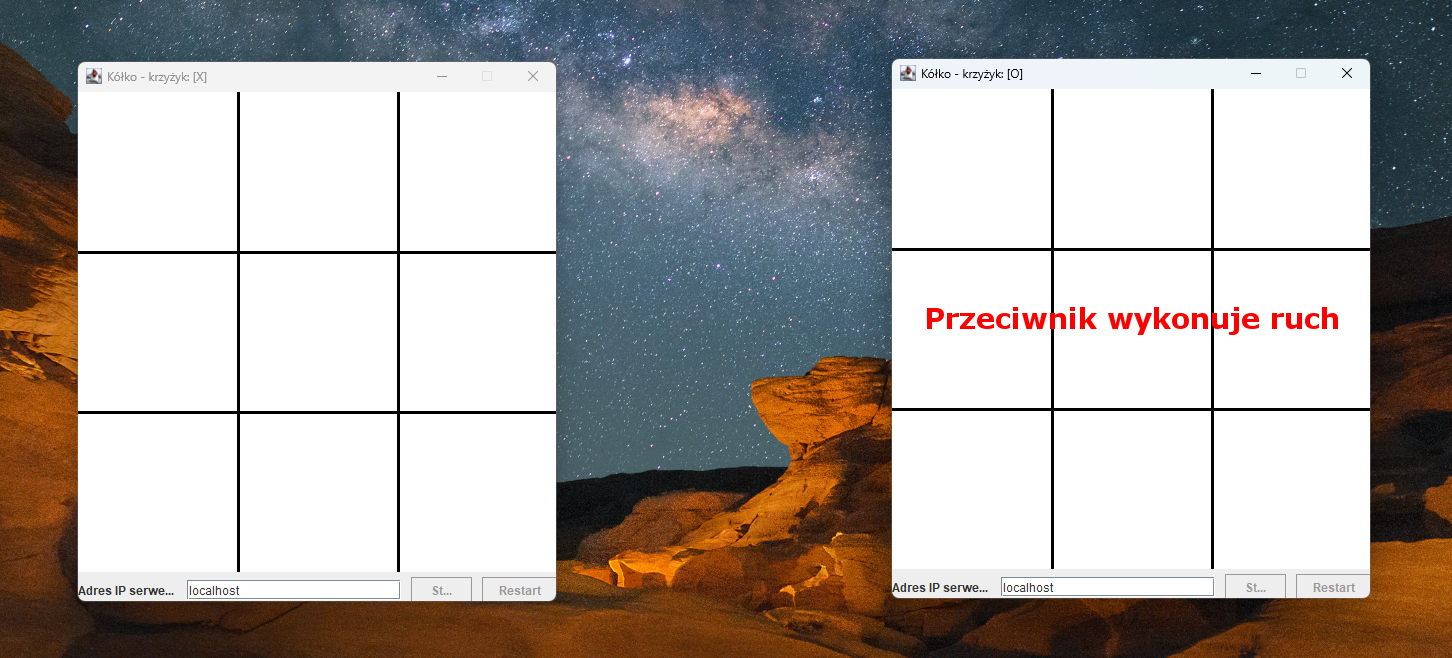 Kółko - krzyżyk: [X]
Adres IP serwe...
localhost
St...
Restart
Kółko - krzyżyk: [O]
Przeciwnik wykonuje ruch
Adres IP serwe...
localhost
St...
Restart